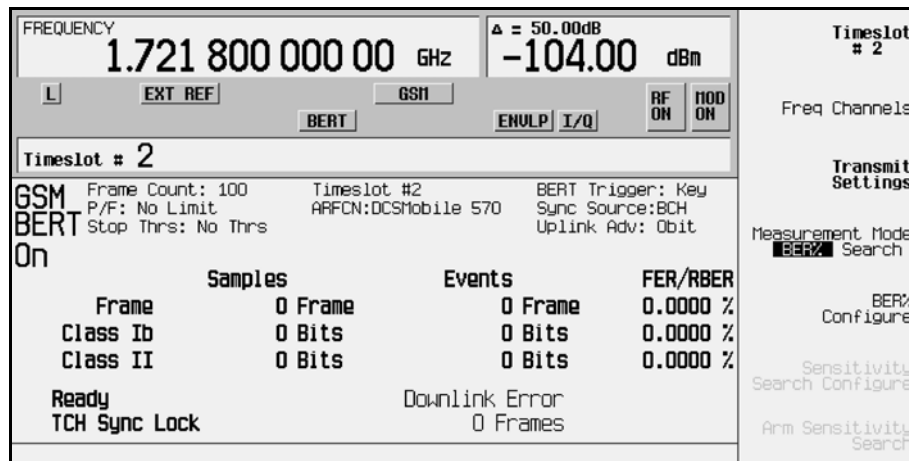 FREQUENCY
1.721 800 000 00 GHz
Δ = 50.00dB
-104.00 dBm
L EXT REF GSM
BERT ENVLP I/Q
RF ON
MOD ON
Timeslot # 2
GSM BERT On
Frame Count: 100 Timeslot #2 BERT Trigger: Key
P/F: No Limit ARFCN:DCSMobile 570 Sync Source:BCH
Stop Thrs: No Thrs Uplink Adv: 0bit
Samples Events FER/RBER
Frame 0 Frame 0 Frame 0.0000 %
Class Ib 0 Bits 0 Bits 0.0000 %
Class II 0 Bits 0 Bits 0.0000 %
Ready Downlink Error
TCH Sync Lock 0 Frames
Timeslot
# 2
Freq Channels
Transmit
Settings
Measurement Mode
BER% Search
BER%
Configure
Sensitivity
Search Configure
Arm Sensitivity
Search